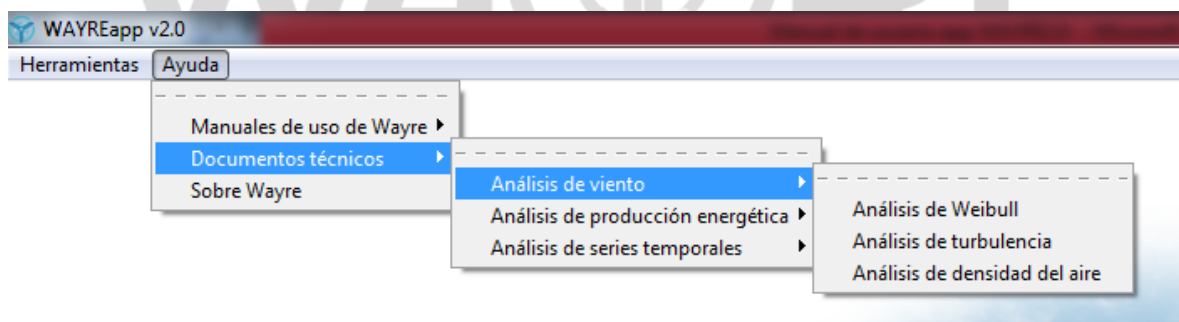 WAYREapp v2.0
Herramientas Ayuda
Manuales de uso de Wayre
Documentos técnicos
Sobre Wayre
Análisis de viento
Análisis de producción energética
Análisis de series temporales
Análisis de Weibull
Análisis de turbulencia
Análisis de densidad del aire